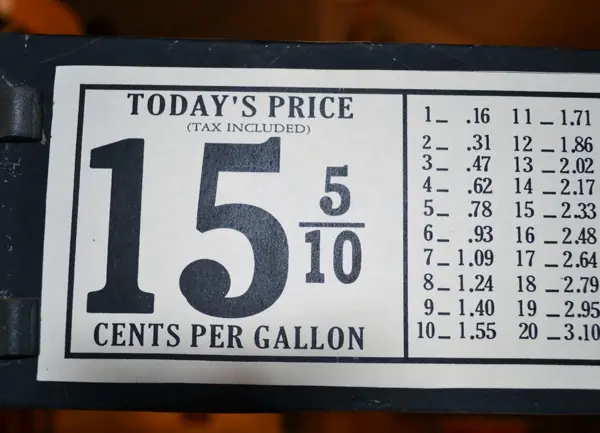 TODAY'S PRICE
(TAX INCLUDED)
15 5/10
CENTS PER GALLON
1_ .16 11_1.71
2_ .31 12_1.86
3_ .47 13_2.02
4_ .62 14_2.17
5_ .78 15_2.33
6_ .93 16_2.48
7_1.09 17_2.64
8_1.24 18_2.79
9_1.40 19_2.95
10_1.55 20_3.10